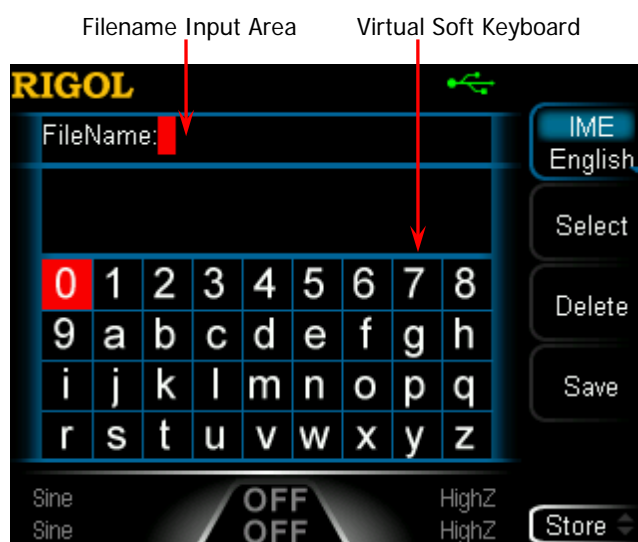 Filename Input Area Virtual Soft Keyboard
RIGOL
FileName:
IME
English
Select
Delete
Save
0 1 2 3 4 5 6 7 8
9 a b c d e f g h
i j k l m n o p q
r s t u v w x y z
Sine OFF HighZ
Sine OFF HighZ
Store